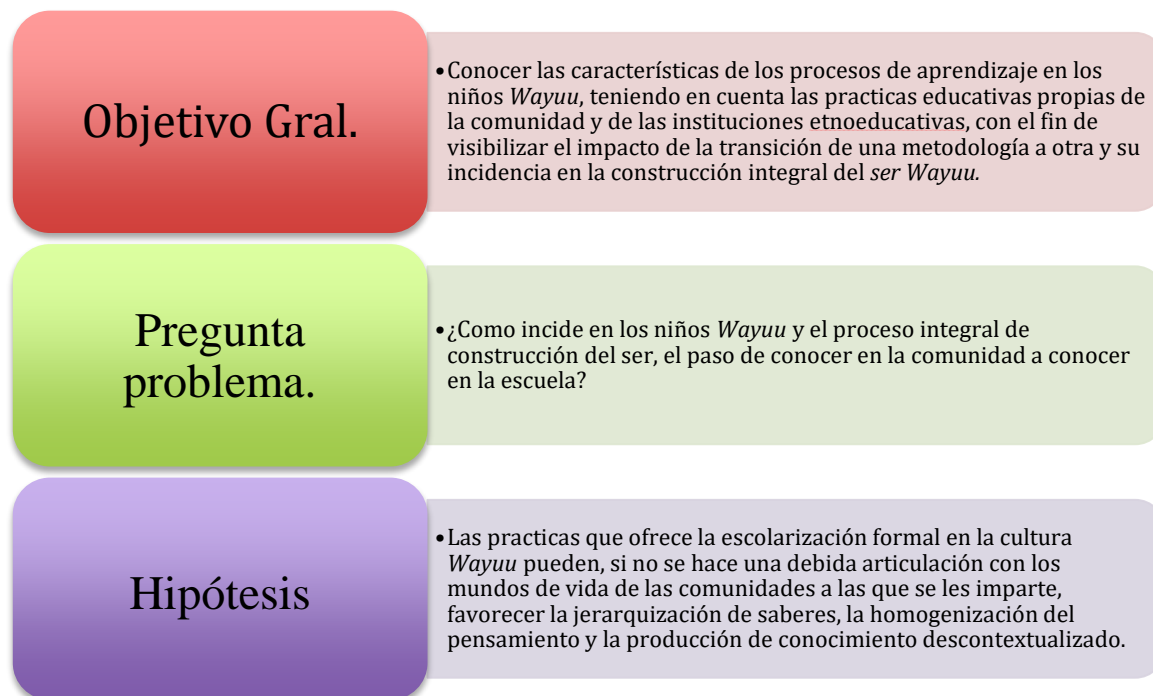 Objetivo Gral.
•Conocer las características de los procesos de aprendizaje en los
niños Wayuu, teniendo en cuenta las practicas educativas propias de
la comunidad y de las instituciones etnoeducativas, con el fin de
visibilizar el impacto de la transición de una metodología a otra y su
incidencia en la construcción integral del ser Wayuu.
Pregunta
problema.
•¿Como incide en los niños Wayuu y el proceso integral de
construcción del ser, el paso de conocer en la comunidad a conocer
en la escuela?
Hipótesis
•Las practicas que ofrece la escolarización formal en la cultura
Wayuu pueden, si no se hace una debida articulación con los
mundos de vida de las comunidades a las que se les imparte,
favorecer la jerarquización de saberes, la homogenización del
pensamiento y la producción de conocimiento descontextualizado.